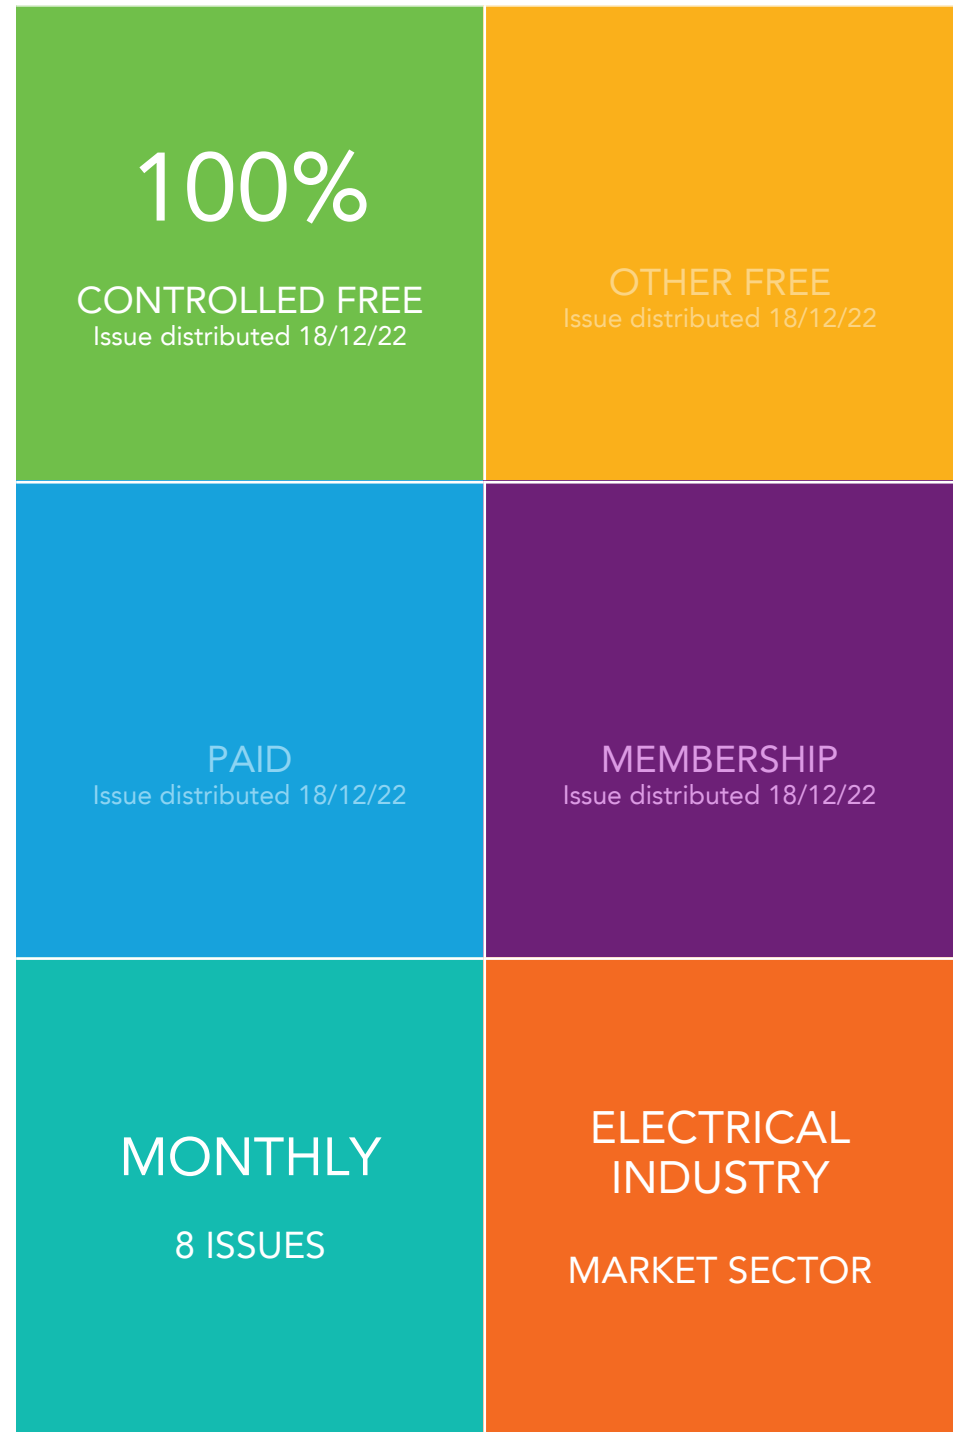 100%
CONTROLLED FREE
Issue distributed 18/12/22
OTHER FREE
Issue distributed 18/12/22
PAID
Issue distributed 18/12/22
MEMBERSHIP
Issue distributed 18/12/22
MONTHLY
8 ISSUES
ELECTRICAL
INDUSTRY
MARKET SECTOR